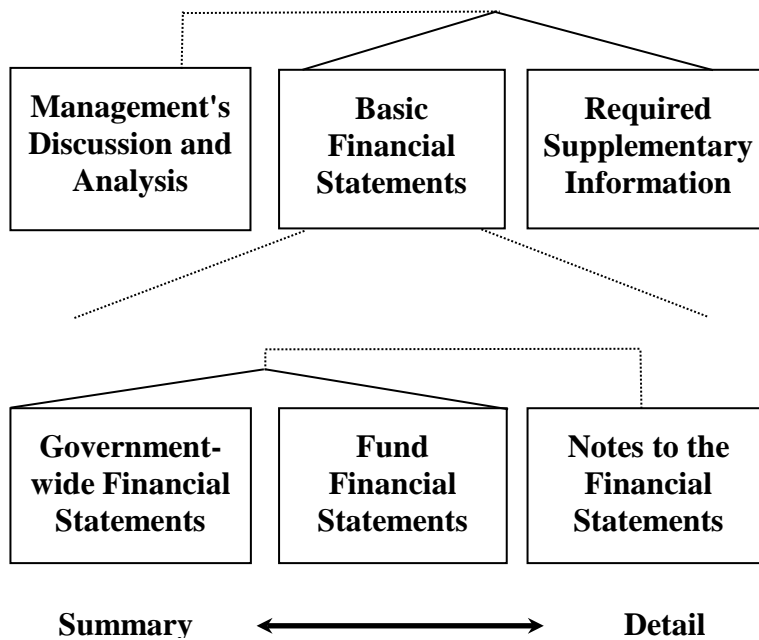 Management's
Discussion and
Analysis
Basic
Financial
Statements
Required
Supplementary
Information
Government-
wide Financial
Statements
Fund
Financial
Statements
Notes to the
Financial
Statements
Summary
Detail